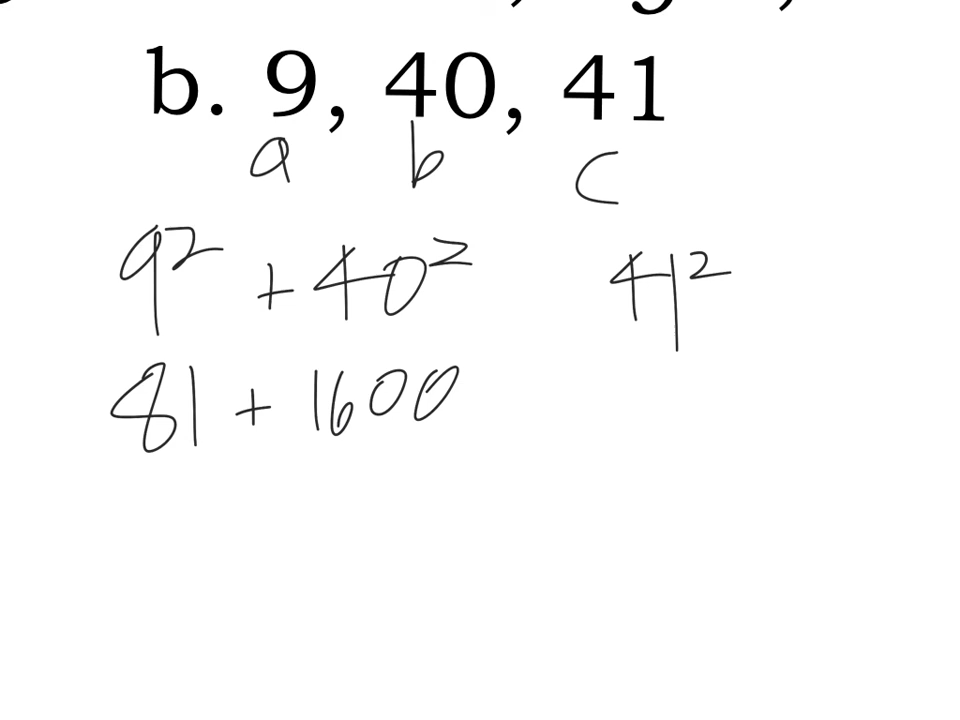 b. 9, 40, 41
a b c
9² + 40² 41²
81 + 1600